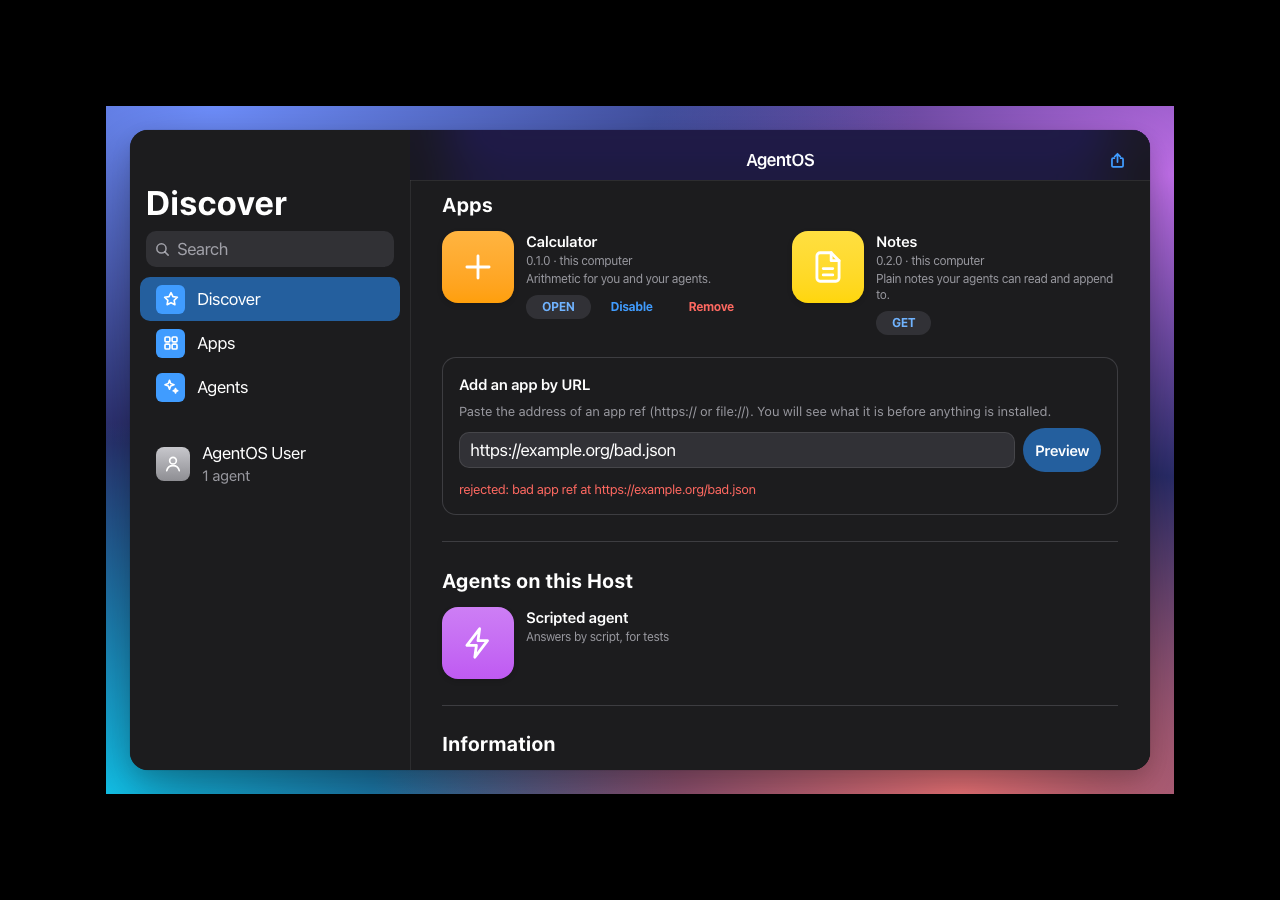 AgentOS
Discover
Search
Discover
Apps
Agents
AgentOS User
1 agent
Apps
Calculator
0.1.0 · this computer
Arithmetic for you and your agents.
OPEN
Disable
Remove
Notes
0.2.0 · this computer
Plain notes your agents can read and append
to.
GET
Add an app by URL
Paste the address of an app ref (https:// or file://). You will see what it is before anything is installed.
https://example.org/bad.json
Preview
rejected: bad app ref at https://example.org/bad.json
Agents on this Host
Scripted agent
Answers by script, for tests
Information